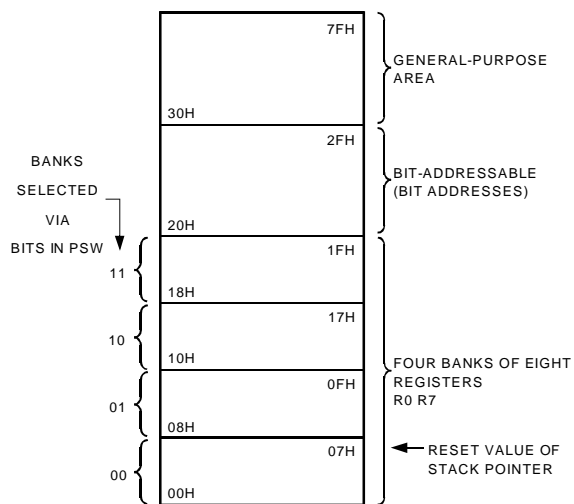 7FH
GENERAL-PURPOSE
AREA
30H
2FH
BIT-ADDRESSABLE
(BIT ADDRESSES)
20H
BANKS
SELECTED
VIA
BITS IN PSW
11
1FH
18H
10
17H
10H
01
0FH
08H
00
07H
00H
FOUR BANKS OF EIGHT
REGISTERS
R0 R7
RESET VALUE OF
STACK POINTER